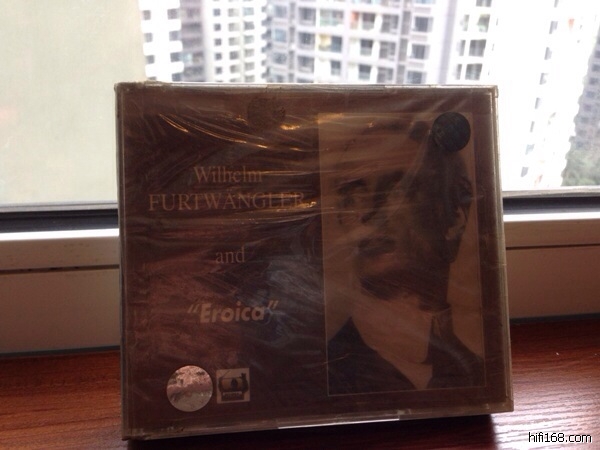 Wilhelm
FURTWÄNGLER
and
"Eroica"
hifi168.com